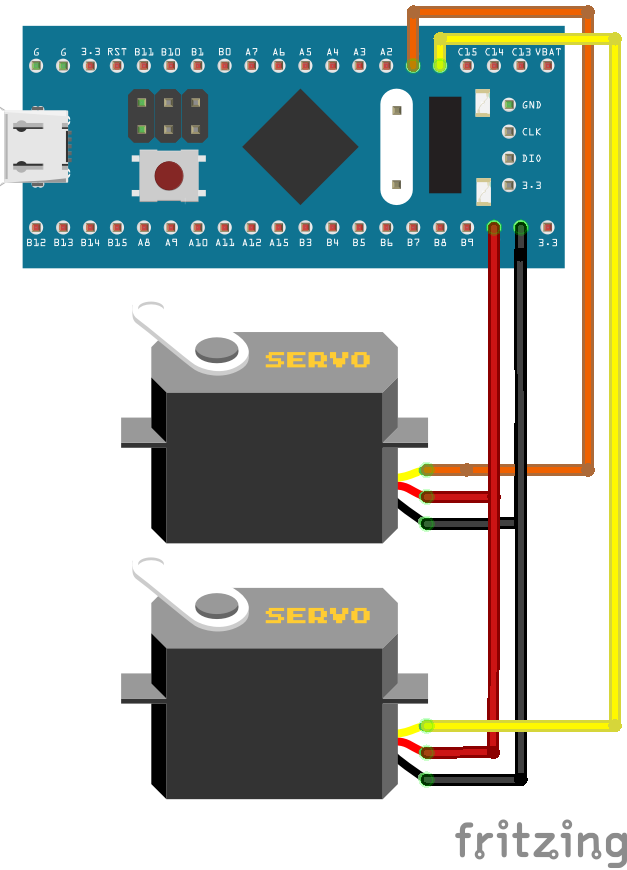 G G 3.3 RST B11 B10 B1 B0 A7 A6 A5 A4 A3 A2 C15 C14 C13 VBAT
GND
CLK
DIO
3.3
B12 B13 B14 B15 A8 A9 A10 A11 A12 A15 B3 B4 B5 B6 B7 B8 B9 3.3
SERVO
SERVO
fritzing